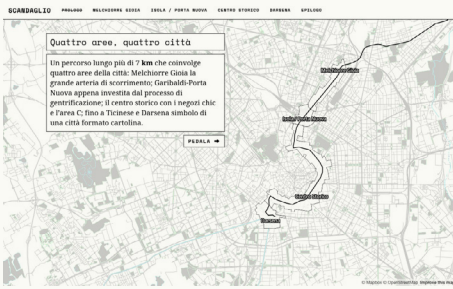 SCANDAGLIO PROLOGO MELCHIORRE GIOIA ISOLA / PORTA NUOVA CENTRO STORICO DARSENA EPILOGO
Quattro aree, quattro città
Un percorso lungo più di 7 km che coinvolge
quattro aree della città: Melchiorre Gioia la
grande arteria di scorrimento; Garibaldi-Porta
Nuova appena investita dal processo di
gentrificazione; il centro storico con i negozi chic
e l'area C; fino a Ticinese e Darsena simbolo di
una città formato cartolina.
PEDALA →
Melchiorre Gioia
Isola / Porta Nuova
Centro Storico
Darsena
© Mapbox © OpenStreetMap Improve this map